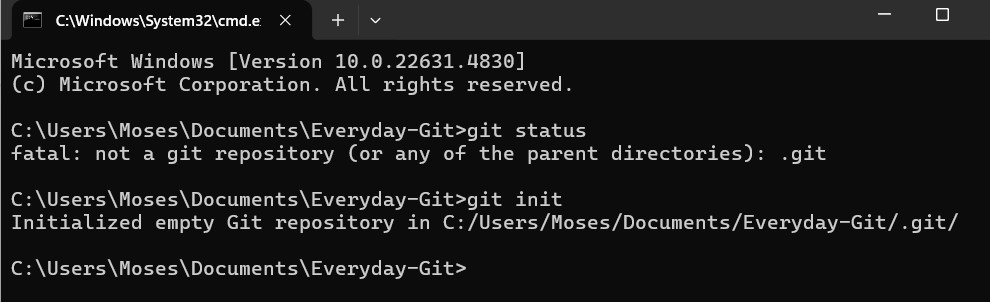 C:\Windows\System32\cmd.e
Microsoft Windows [Version 10.0.22631.4830]
(c) Microsoft Corporation. All rights reserved.
C:\Users\Moses\Documents\Everyday-Git>git status
fatal: not a git repository (or any of the parent directories): .git
C:\Users\Moses\Documents\Everyday-Git>git init
Initialized empty Git repository in C:/Users/Moses/Documents/Everyday-Git/.git/
C:\Users\Moses\Documents\Everyday-Git>